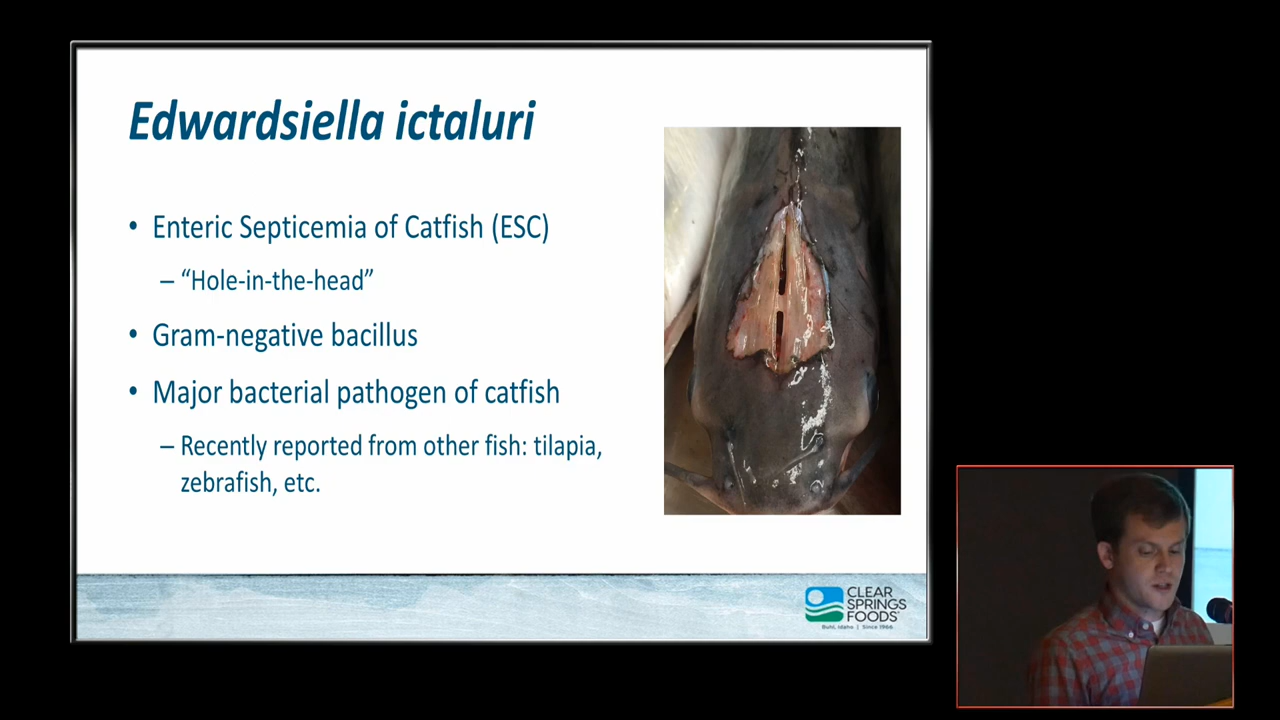 Edwardsiella ictaluri
• Enteric Septicemia of Catfish (ESC)
– “Hole-in-the-head”
• Gram-negative bacillus
• Major bacterial pathogen of catfish
– Recently reported from other fish: tilapia,
zebrafish, etc.
CLEAR
SPRINGS
FOODS®
Buhl, Idaho | Since 1966